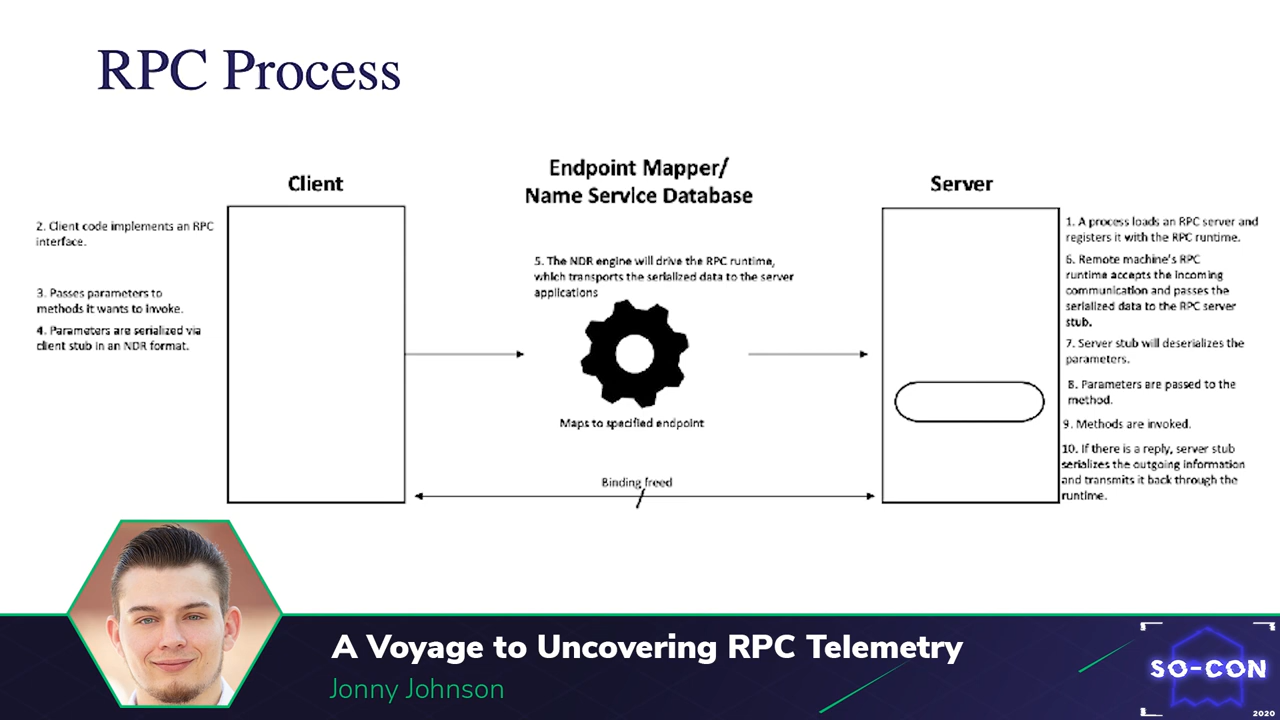 RPC Process
Client
Endpoint Mapper/
Name Service Database
Server
2. Client code implements an RPC
interface.
3. Passes parameters to
methods it wants to invoke.
4. Parameters are serialized via
client stub in an NDR format.
5. The NDR engine will drive the RPC runtime,
which transports the serialized data to the server
applications
Maps to specified endpoint
Binding freed
1. A process loads an RPC server and
registers it with the RPC runtime.
6. Remote machine's RPC
runtime accepts the incoming
communication and passes the
serialized data to the RPC server
stub.
7. Server stub will deserializes the
parameters.
8. Parameters are passed to the
method.
9. Methods are invoked.
10. If there is a reply, server stub
serializes the outgoing information
and transmits it back through the
runtime.
A Voyage to Uncovering RPC Telemetry
Jonny Johnson
SO-CON
2020